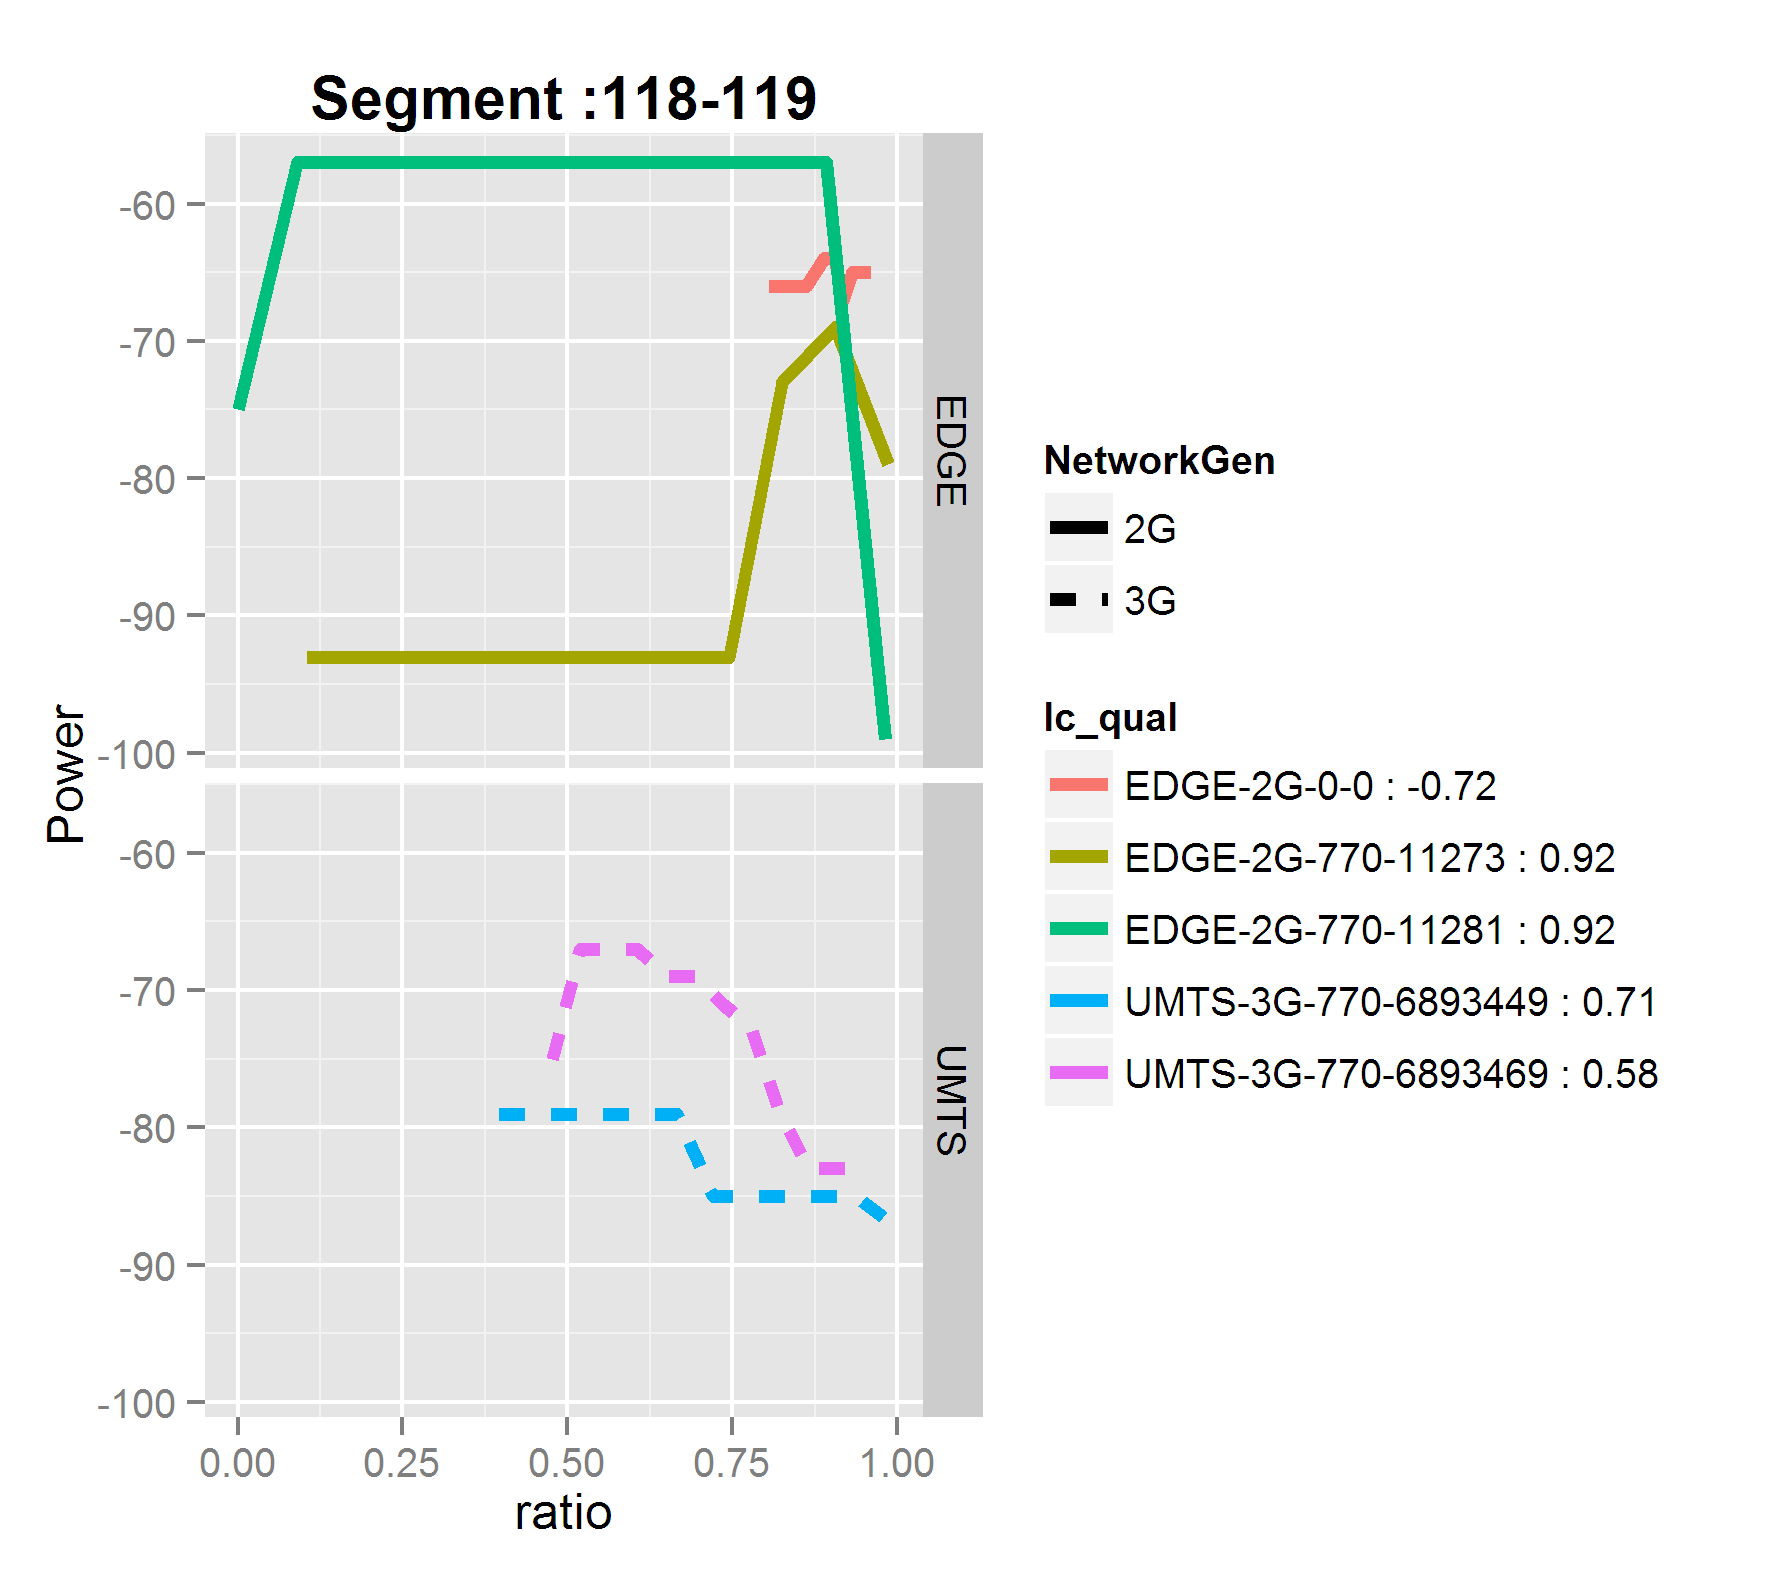 Segment :118-119
Power
-60
-70
-80
-90
-100
EDGE
-60
-70
-80
-90
-100
UMTS
0.00 0.25 0.50 0.75 1.00
ratio
NetworkGen
2G
3G
lc_qual
EDGE-2G-0-0 : -0.72
EDGE-2G-770-11273 : 0.92
EDGE-2G-770-11281 : 0.92
UMTS-3G-770-6893449 : 0.71
UMTS-3G-770-6893469 : 0.58